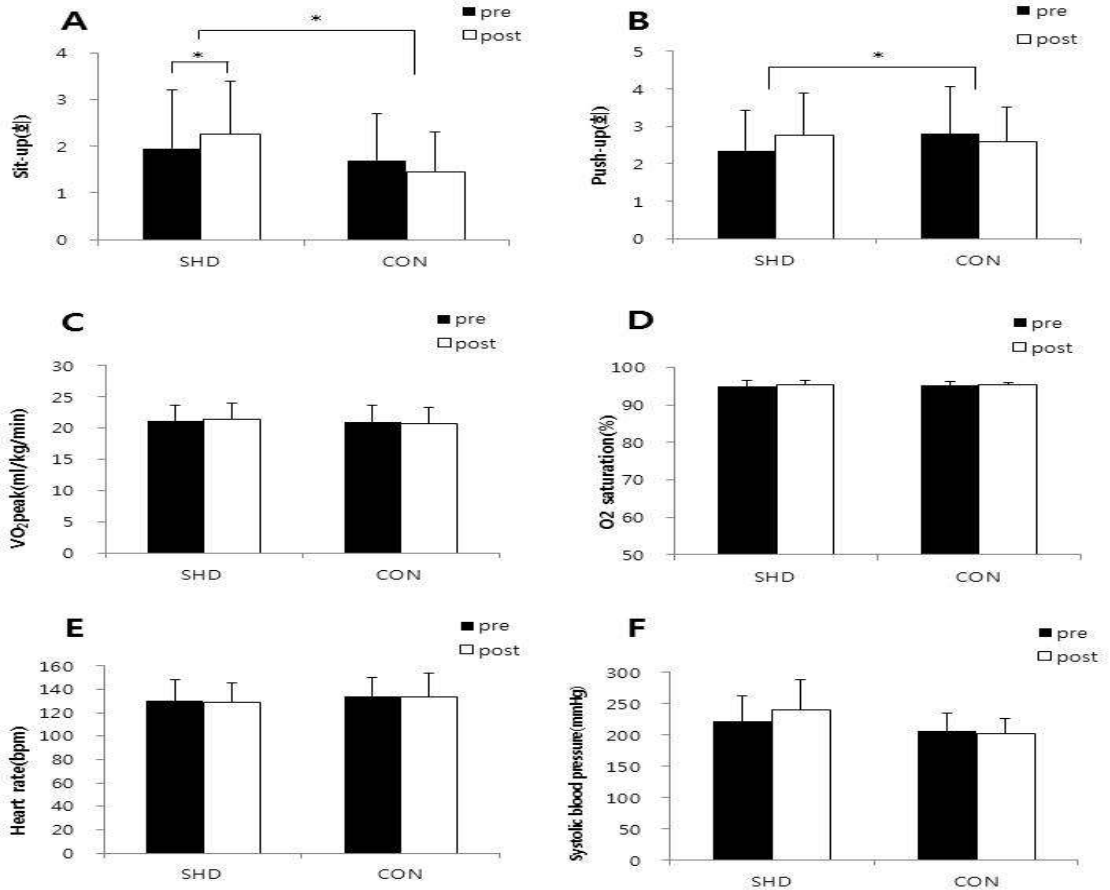 A
pre
post
*
*
Sit-up(회)
4
3
2
1
0
SHD CON
B
pre
post
*
Push-up(회)
5
4
3
2
1
0
SHD CON
C
pre
post
VO₂peak(ml/kg/min)
30
25
20
15
10
5
0
SHD CON
D
pre
post
O2 saturation(%)
100
90
80
70
60
50
SHD CON
E
pre
post
Heart rate(bpm)
160
140
120
100
80
60
40
20
0
SHD CON
F
pre
post
Systolic blood pressure(mmHg)
300
250
200
150
100
50
0
SHD CON